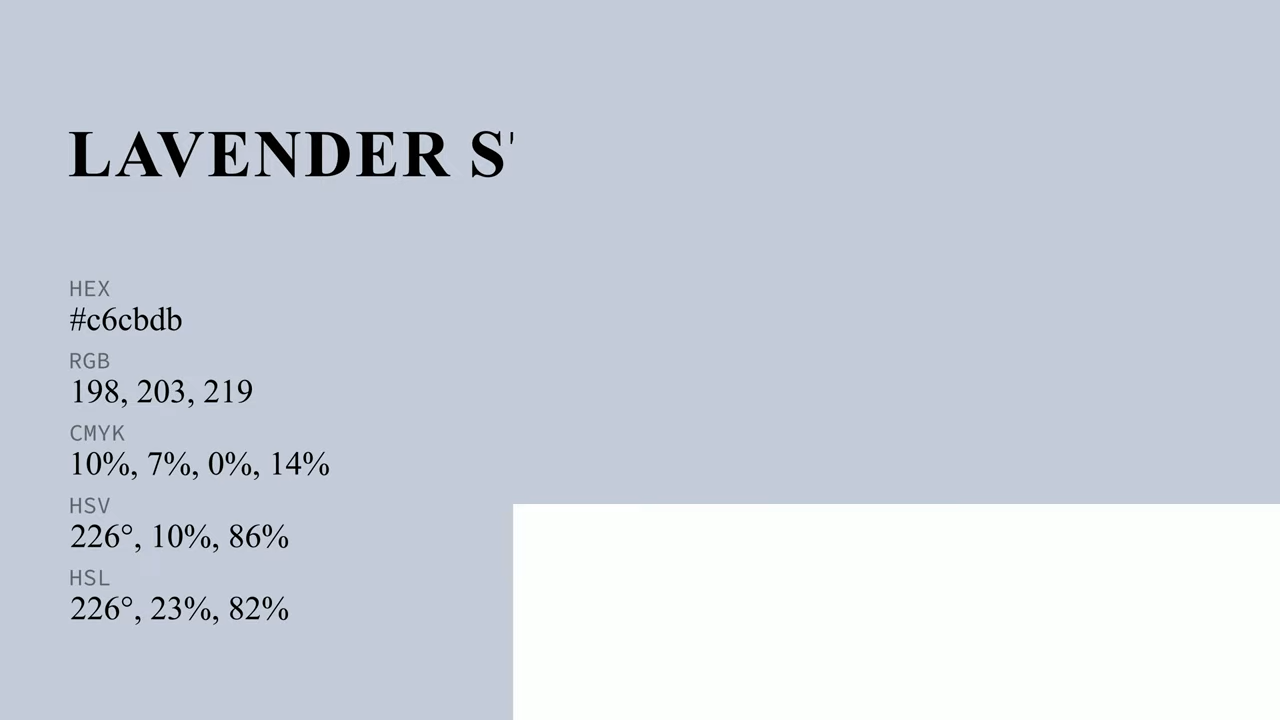 LAVENDER
HEX
#c6cbdb
RGB
198, 203, 219
CMYK
10%, 7%, 0%, 14%
HSV
226°, 10%, 86%
HSL
226°, 23%, 82%